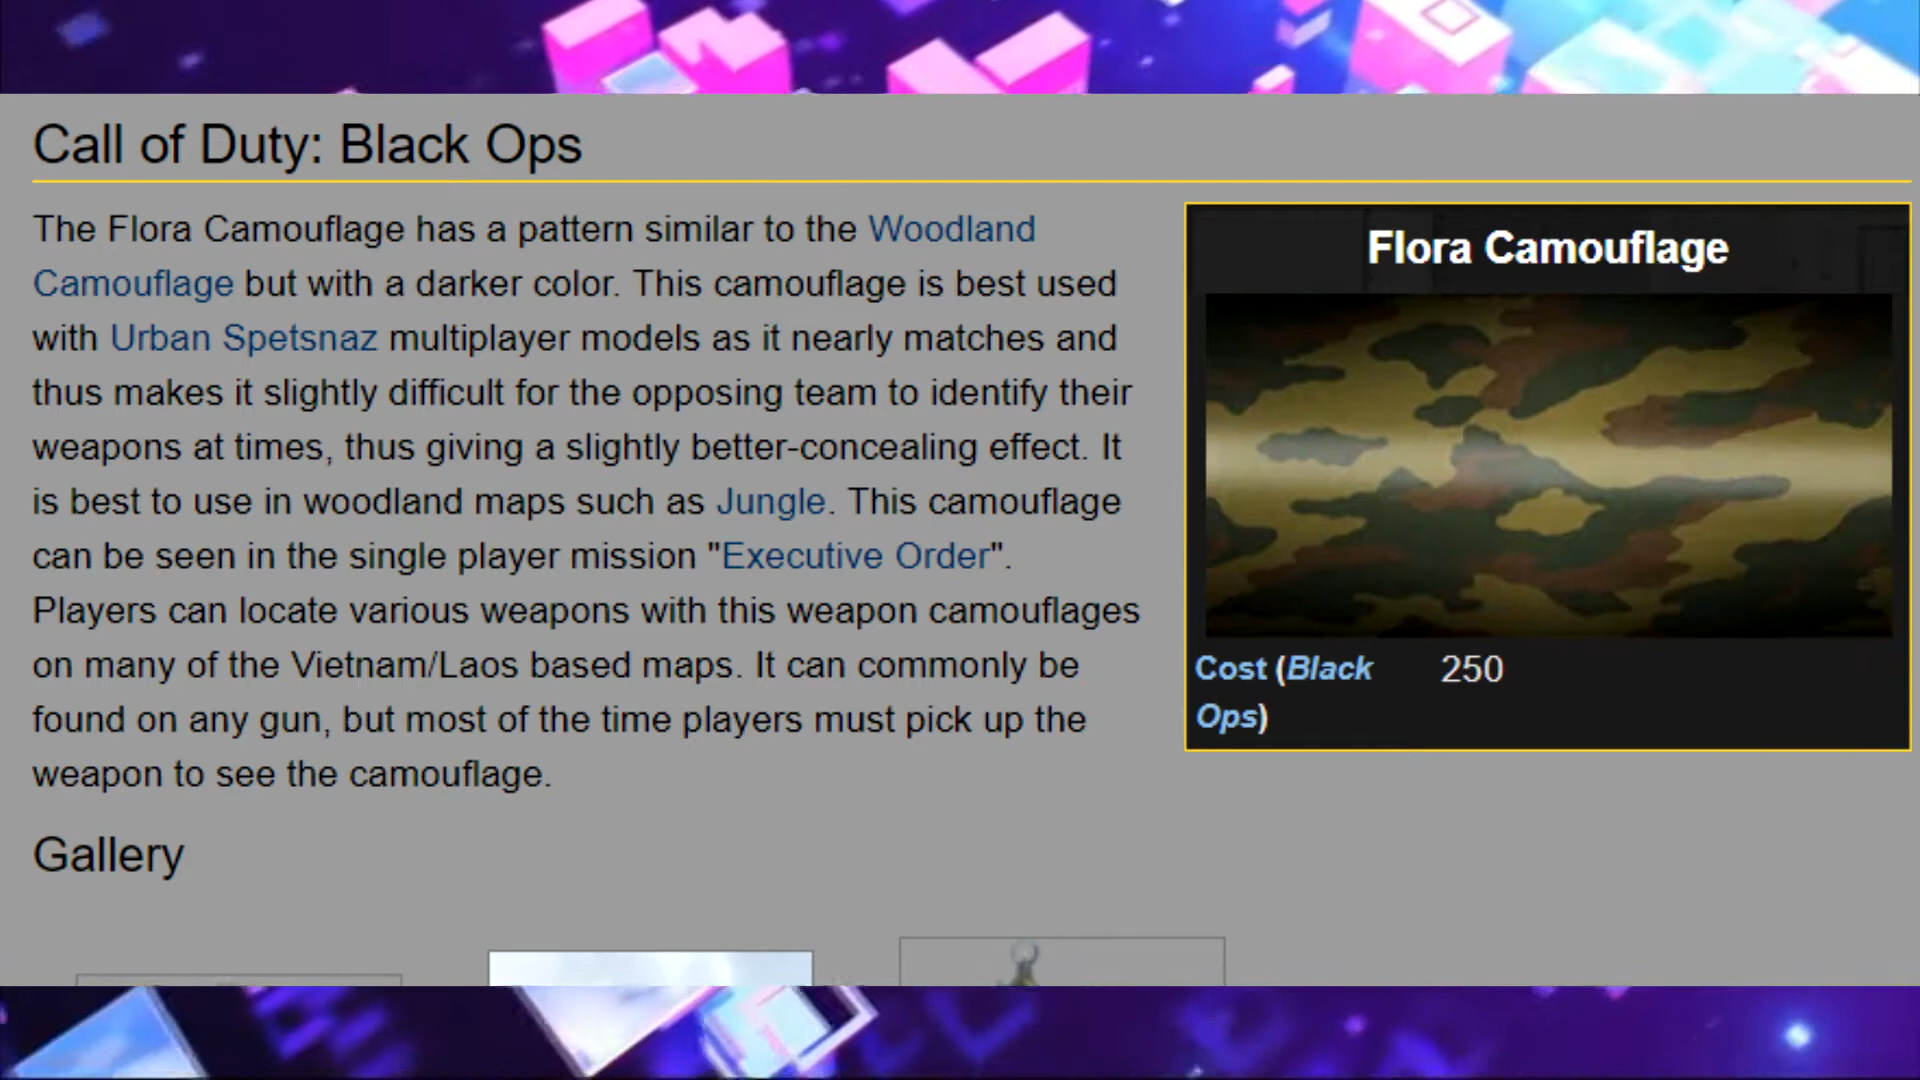 Call of Duty: Black Ops
The Flora Camouflage has a pattern similar to the Woodland
Camouflage but with a darker color. This camouflage is best used
with Urban Spetsnaz multiplayer models as it nearly matches and
thus makes it slightly difficult for the opposing team to identify their
weapons at times, thus giving a slightly better-concealing effect. It
is best to use in woodland maps such as Jungle. This camouflage
can be seen in the single player mission "Executive Order".
Players can locate various weapons with this weapon camouflages
on many of the Vietnam/Laos based maps. It can commonly be
found on any gun, but most of the time players must pick up the
weapon to see the camouflage.
Flora Camouflage
Cost (Black 250
Ops)
Gallery